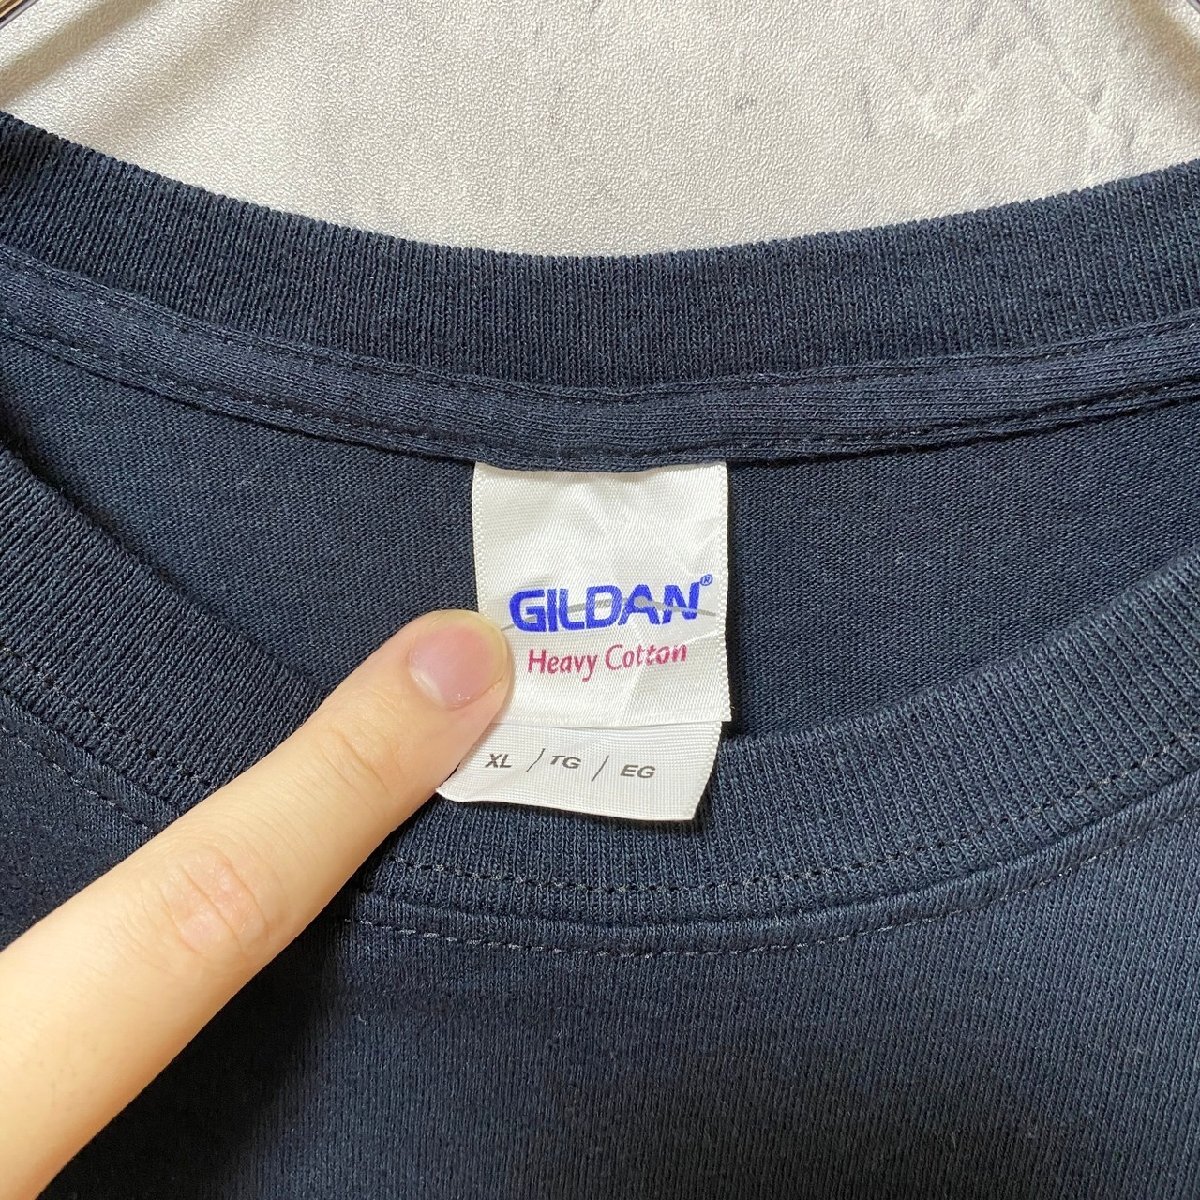 GILDAN®
Heavy Cotton
XL / TG / EG